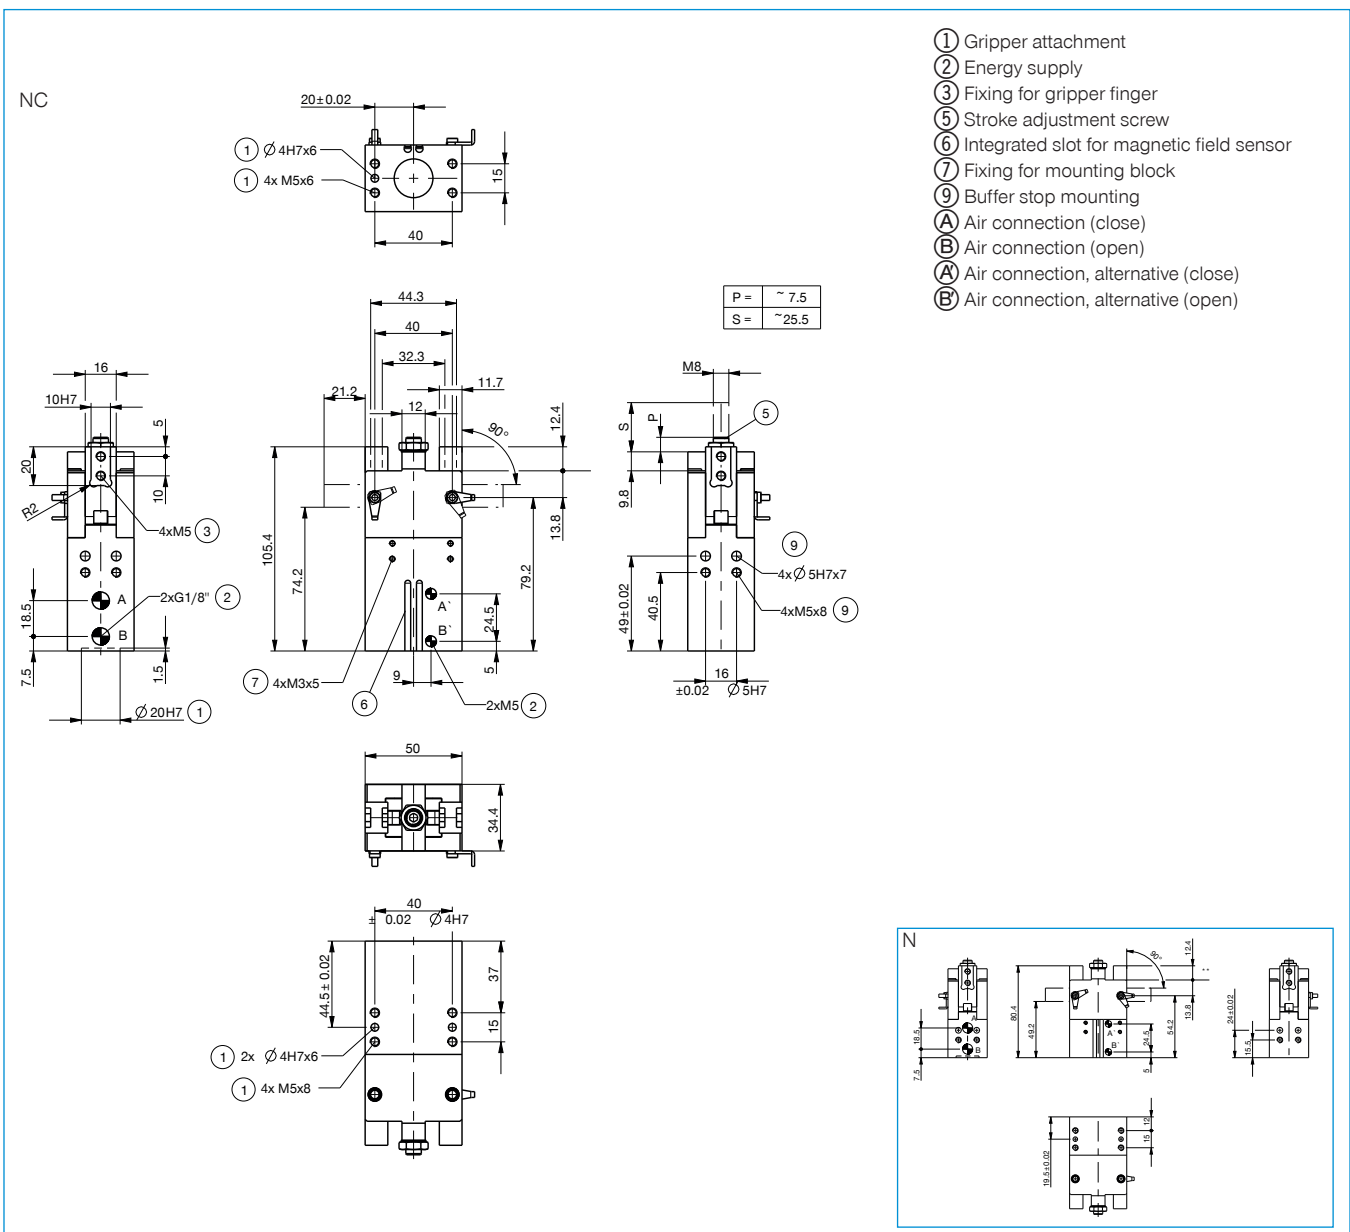 ① Gripper attachment
② Energy supply
③ Fixing for gripper finger
⑤ Stroke adjustment screw
⑥ Integrated slot for magnetic field sensor
⑦ Fixing for mounting block
⑨ Buffer stop mounting
Ⓐ Air connection (close)
Ⓑ Air connection (open)
A' Air connection, alternative (close)
B' Air connection, alternative (open)
NC
20±0.02
1 Ø 4H7x6
1 4x M5x6
15
40
44.3
40
32.3
11.7
21.2
12
12.4
90°
13.8
105.4
74.2
79.2
A`
B`
24.5
5
9
7 4xM3x5
6
2xM5 2
P = ~ 7.5
S = ~25.5
16
10H7
5
20
10
R2
4xM5 3
A
2xG1/8" 2
B
18.5
7.5
1.5
Ø 20H7 1
M8
S
P
5
9.8
9
4xØ 5H7x7
4xM5x8 9
49±0.02
40.5
16
±0.02 Ø 5H7
50
34.4
40
± 0.02 Ø 4H7
44.5± 0.02
37
15
1 2x Ø 4H7x6
1 4x M5x8
N
18.5
7.5
A
B
80.4
49.2
90°
12.4
13.8
54.2
24.5
5
A`
B`
24±0.02
15.5
19.5±0.02
12
15